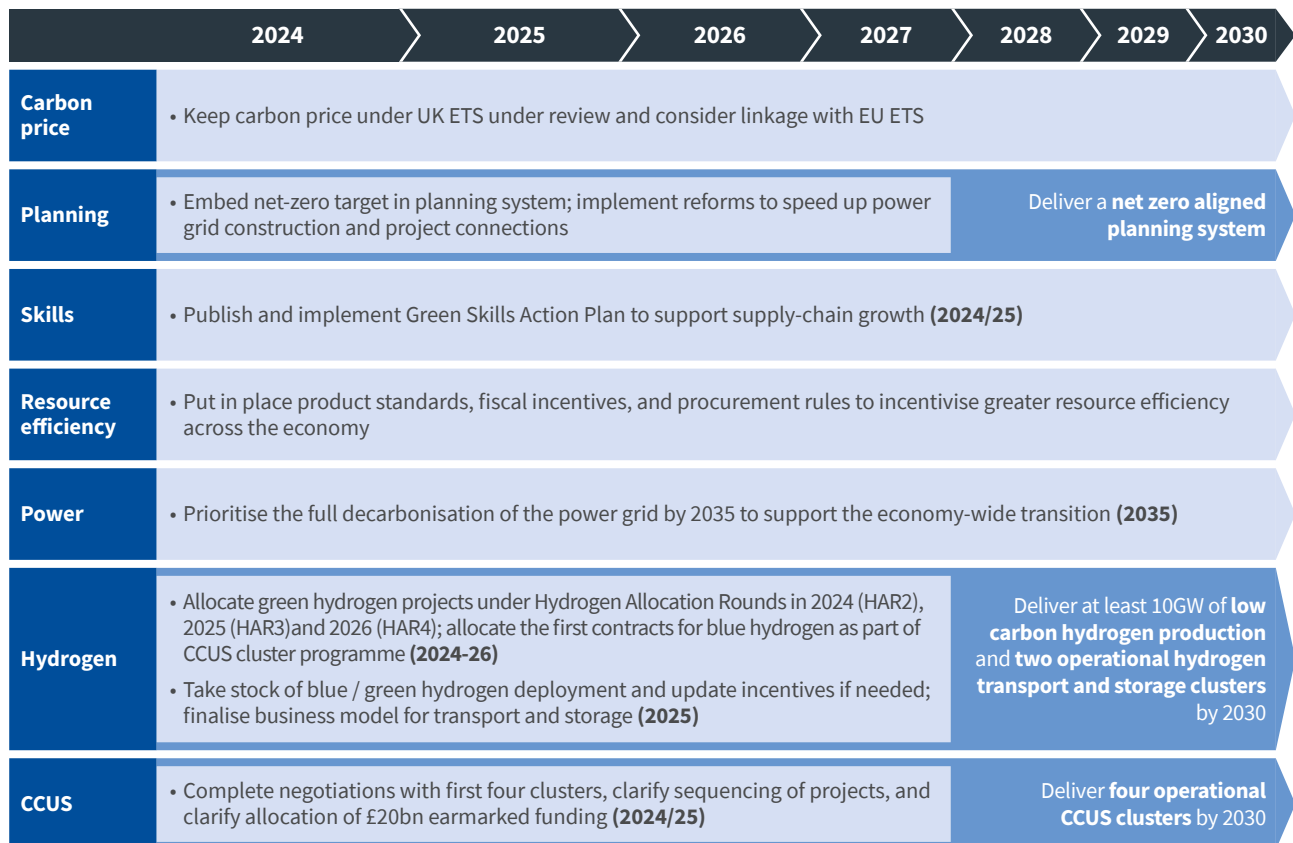 2024 2025 2026 2027 2028 2029 2030
Carbon
price
• Keep carbon price under UK ETS under review and consider linkage with EU ETS
Planning
• Embed net-zero target in planning system; implement reforms to speed up power
grid construction and project connections
Deliver a net zero aligned
planning system
Skills
• Publish and implement Green Skills Action Plan to support supply-chain growth (2024/25)
Resource
efficiency
• Put in place product standards, fiscal incentives, and procurement rules to incentivise greater resource efficiency
across the economy
Power
• Prioritise the full decarbonisation of the power grid by 2035 to support the economy-wide transition (2035)
Hydrogen
• Allocate green hydrogen projects under Hydrogen Allocation Rounds in 2024 (HAR2),
2025 (HAR3)and 2026 (HAR4); allocate the first contracts for blue hydrogen as part of
CCUS cluster programme (2024-26)
• Take stock of blue / green hydrogen deployment and update incentives if needed;
finalise business model for transport and storage (2025)
Deliver at least 10GW of low
carbon hydrogen production
and two operational hydrogen
transport and storage clusters
by 2030
CCUS
• Complete negotiations with first four clusters, clarify sequencing of projects, and
clarify allocation of £20bn earmarked funding (2024/25)
Deliver four operational
CCUS clusters by 2030